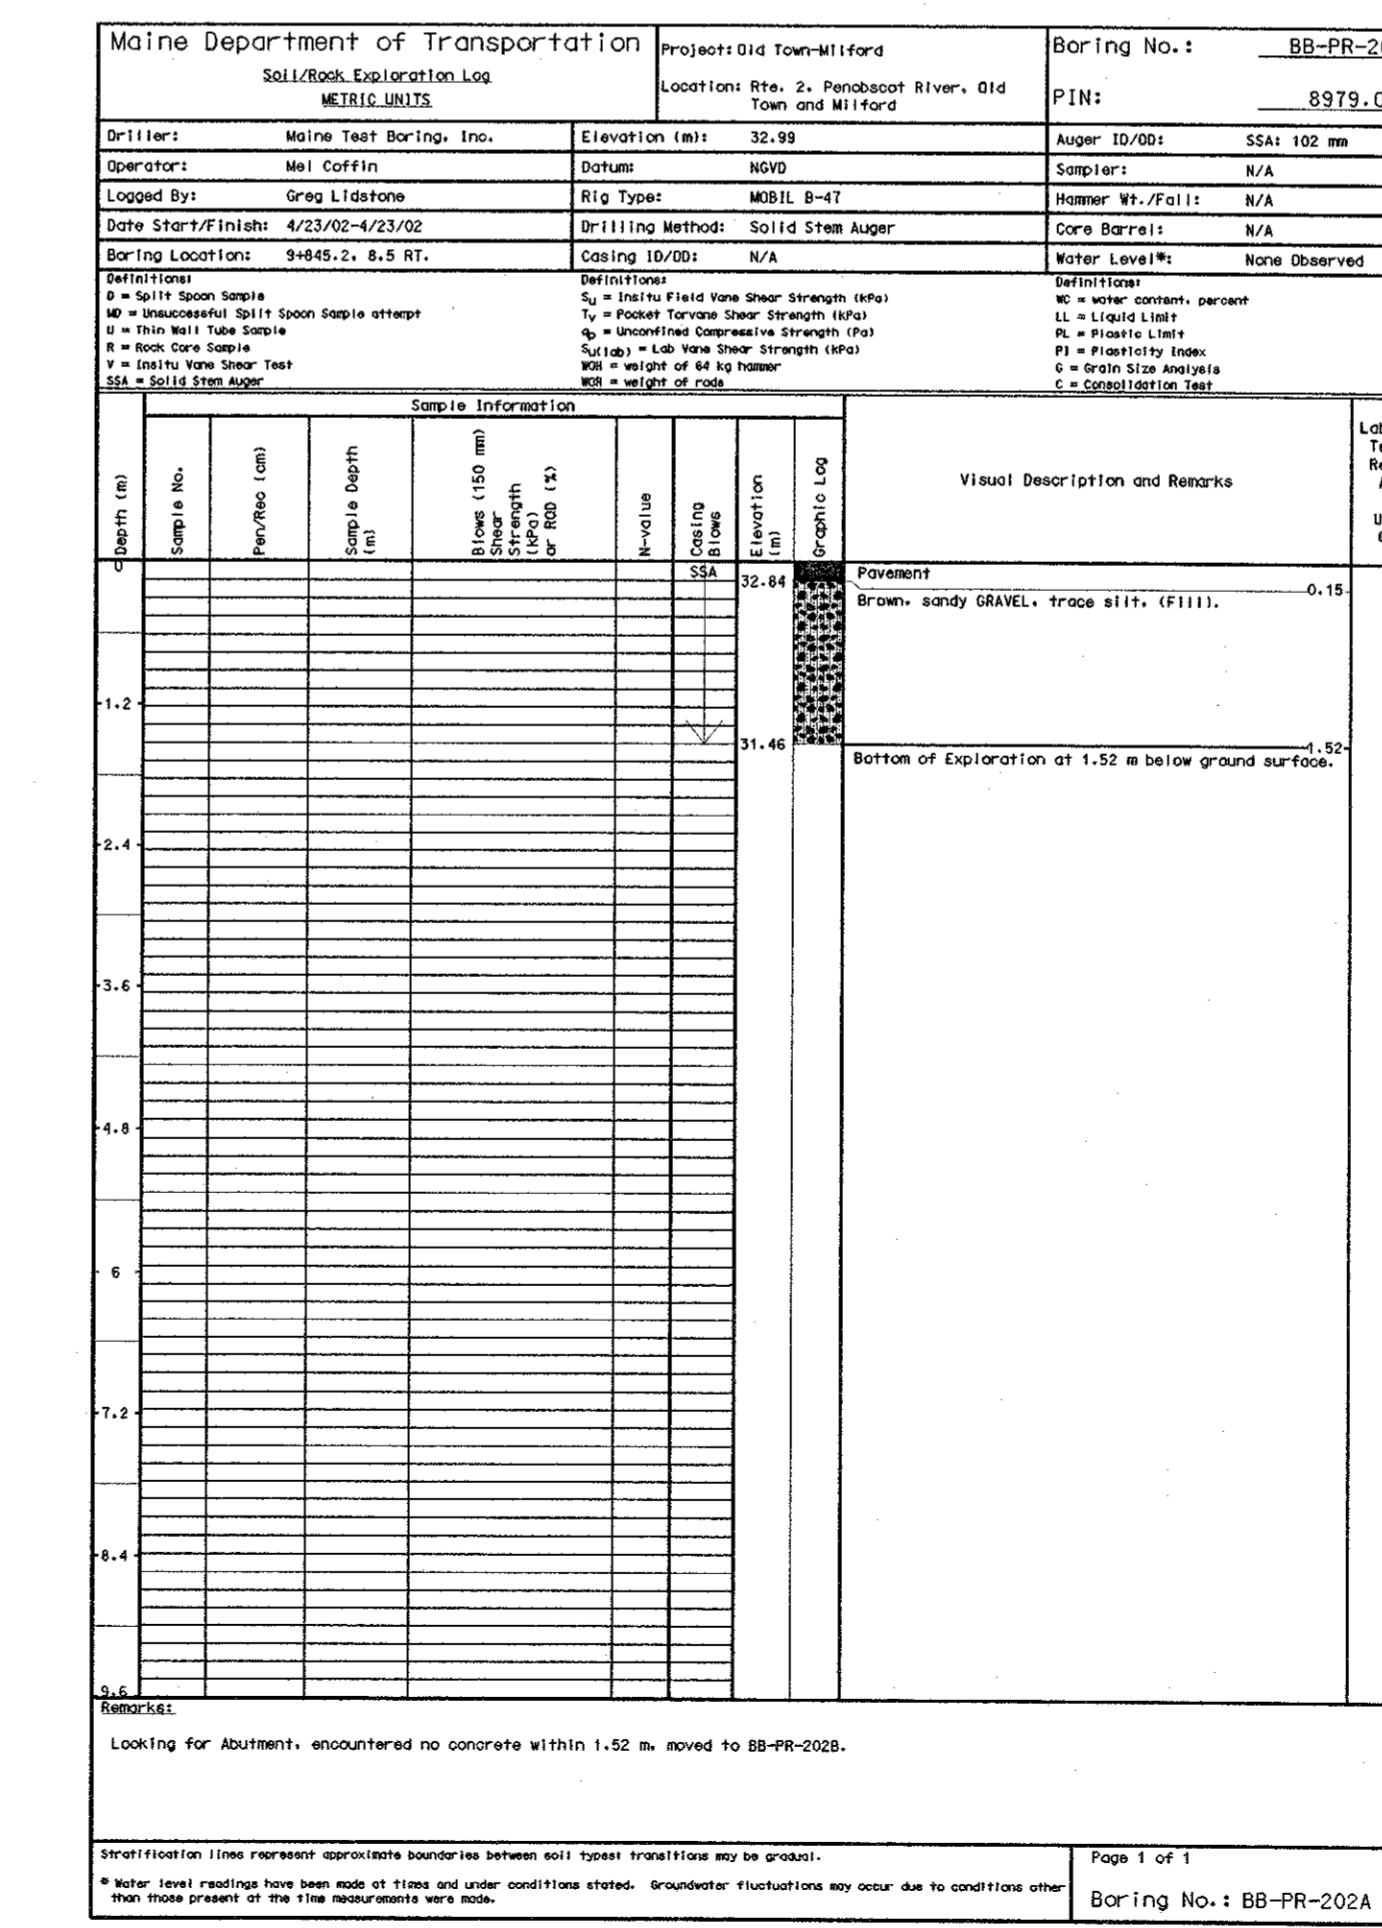 Maine Department of Transportation
Soil/Rock Exploration Log
METRIC UNITS
Project: Old Town-Milford
Location: Rte. 2, Penobscot River, Old
Town and Milford
Boring No.: BB-PR-2
PIN: 8979.0
Driller: Maine Test Boring, Inc. Elevation (m): 32.99 Auger ID/OD: SSA: 102 mm
Operator: Mel Coffin Datum: NGVD Sampler: N/A
Logged By: Greg Lidstone Rig Type: MOBIL B-47 Hammer Wt./Fall: N/A
Date Start/Finish: 4/23/02-4/23/02 Drilling Method: Solid Stem Auger Core Barrel: N/A
Boring Location: 9+845.2, 8.5 RT. Casing ID/OD: N/A Water Level*: None Observed
Definitions:
D = Split Spoon Sample
MD = Unsuccessful Split Spoon Sample attempt
U = Thin Wall Tube Sample
R = Rock Core Sample
V = Insitu Vane Shear Test
SSA = Solid Stem Auger
Definitions:
Su = Insitu Field Vane Shear Strength (kPa)
Tv = Pocket Torvane Shear Strength (kPa)
qp = Unconfined Compressive Strength (Pa)
Su(lab) = Lab Vane Shear Strength (kPa)
WOH = weight of 64 kg hammer
WOR = weight of rods
Definitions:
WC = water content, percent
LL = Liquid Limit
PL = Plastic Limit
PI = Plasticity Index
G = Grain Size Analysis
C = Consolidation Test
Sample Information
Depth (m)
Sample No.
Pen/Rec (cm)
Sample Depth
(m)
Blows (150 mm)
Shear
Strength
(kPa)
or RQD (%)
N-value
Casing
Blows
Elevation
(m)
Graphic Log
Visual Description and Remarks
0
SSA
32.84
Pavement
0.15
Brown, sandy GRAVEL, trace silt, (Fill).
1.2
31.46
1.52
Bottom of Exploration at 1.52 m below ground surface.
2.4
3.6
4.8
6
7.2
8.4
9.6
Remarks:
Looking for Abutment, encountered no concrete within 1.52 m, moved to BB-PR-202B.
Stratification lines represent approximate boundaries between soil types; transitions may be gradual.
* Water level readings have been made at times and under conditions stated. Groundwater fluctuations may occur due to conditions other
than those present at the time measurements were made.
Page 1 of 1
Boring No.: BB-PR-202A